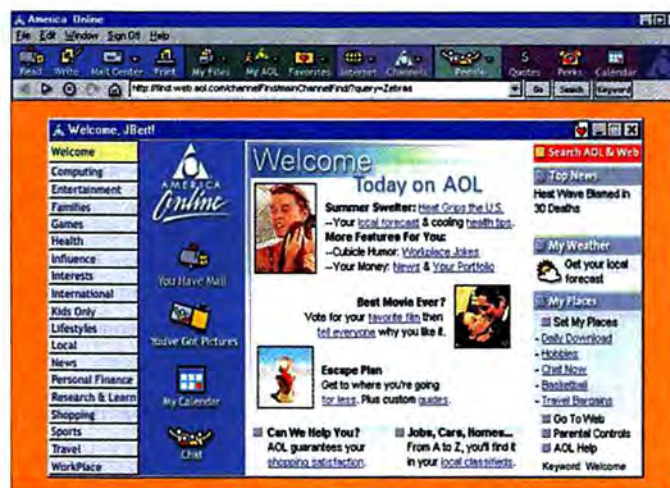 America Online
File Edit Window Sign Off Help
Read Write Mail Center Print My Files My AOL Favorites Internet Channels People Quotes Perks Calendar
http://find.web.aol.com/channelFind/mainChannelFind/?query=Zebras Go Search Keyword
Welcome, JBert!
Welcome
Computing
Entertainment
Families
Games
Health
Influence
Interests
International
Kids Only
Lifestyles
Local
News
Personal Finance
Research & Learn
Shopping
Sports
Travel
WorkPlace
AMERICA
Online
You Have Mail
You've Got Pictures
My Calendar
Chat
Welcome
Today on AOL
Summer Swelter: Heat Grips the U.S.
--Your local forecast & cooling health tips.
More Features For You:
--Cubicle Humor: Workplace Jokes
--Your Money: News & Your Portfolio
Best Movie Ever?
Vote for your favorite film then
tell everyone why you like it.
Escape Plan
Get to where you're going
for less. Plus custom guides.
Can We Help You?
AOL guarantees your
shopping satisfaction.
Jobs, Cars, Homes...
From A to Z, you'll find it
in your local classifieds.
Search AOL & Web
Top News
Heat Wave Blamed in
30 Deaths
My Weather
Get your local
forecast
My Places
Set My Places
- Daily Download
- Hobbies
- Chat Now
- Basketball
- Travel Bargains
Go To Web
Parental Controls
AOL Help
Keyword: Welcome